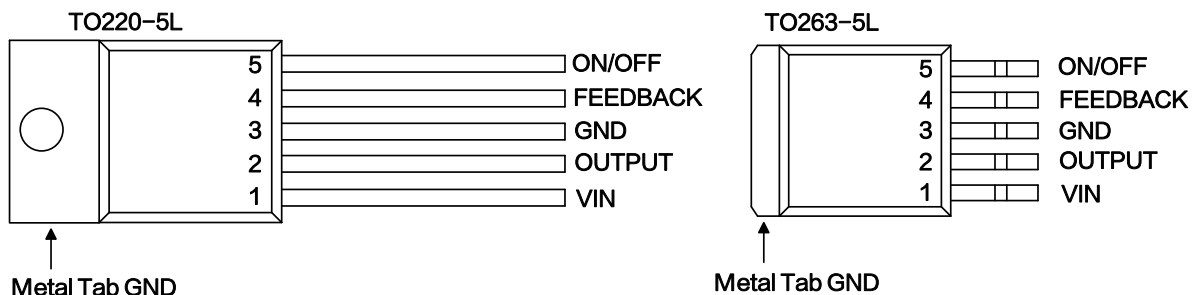 TO220-5L
5 ON/OFF
4 FEEDBACK
3 GND
2 OUTPUT
1 VIN
Metal Tab GND
TO263-5L
5 ON/OFF
4 FEEDBACK
3 GND
2 OUTPUT
1 VIN
Metal Tab GND